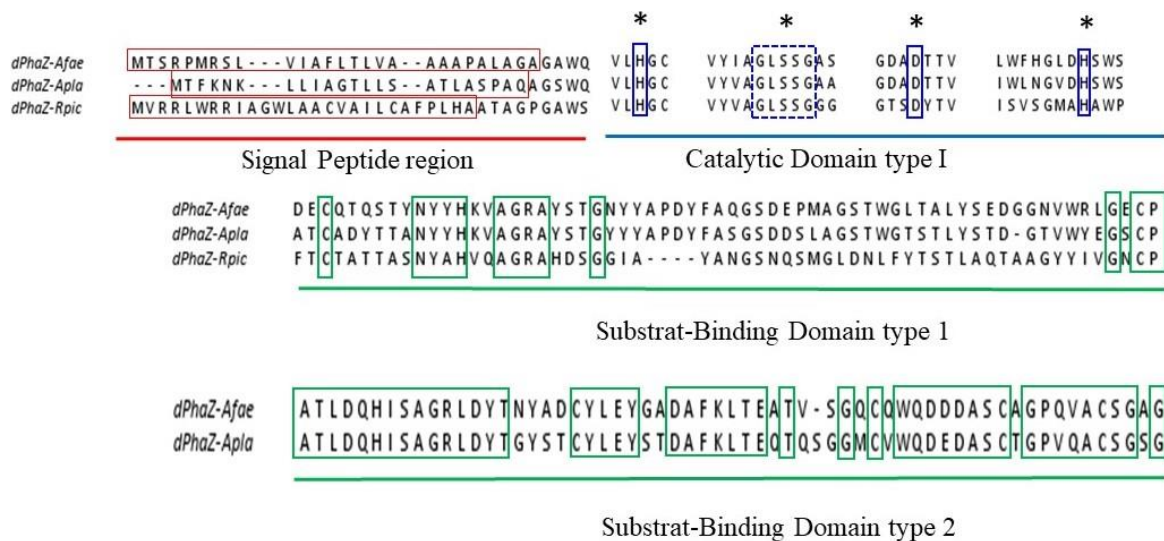 * * * *
dPhaZ-Afae MTSRPMRSL---VIAFLTLVA--AAAPALAGAGAWQ VLHGC VYIAGLSSGAS GDADTTV LWFHGLDHSWS
dPhaZ-Apla ---MTFKNK--LLIAGTLLS--ATLASPAQAGSWQ VLHGC VYVAGLSSGAA GDADTTV IWLNGVDHSWS
dPhaZ-Rpic MVRRLWRRIAGWLAACVAILCAFPLHAATAGPGAWS VLHGC VYVAGLSSGGG GTSDYTV ISVSGMAHAWP
Signal Peptide region Catalytic Domain type I
dPhaZ-Afae DECQTQSTYNYYHKVAGRAYSTGNYYAPDYFAQGSDEPMAGSTWGLTALYSEDGGNVWRLGECP
dPhaZ-Apla ATCADYTTANYYHKVAGRAYSTGYYYAPDYFASGSDDSLAGSTWGTSTLYSTD-GTVWYEGSCP
dPhaZ-Rpic FTCTATTASNYAHVQAGRAHDSGGIA----YANGSNQSMGLDNLFYTSTLAQTAAGYYIVGNCP
Substrat-Binding Domain type 1
dPhaZ-Afae ATLDQHISAGRLDYTNYADCYLEYGADAFKLTEATV-SGQCQWQDDDASCAGPQVACSGAG
dPhaZ-Apla ATLDQHISAGRLDYTGYSTCYLEYSTDAFKLTEQTQSGGMCVWQDEDASCTGPVQACSGSG
Substrat-Binding Domain type 2